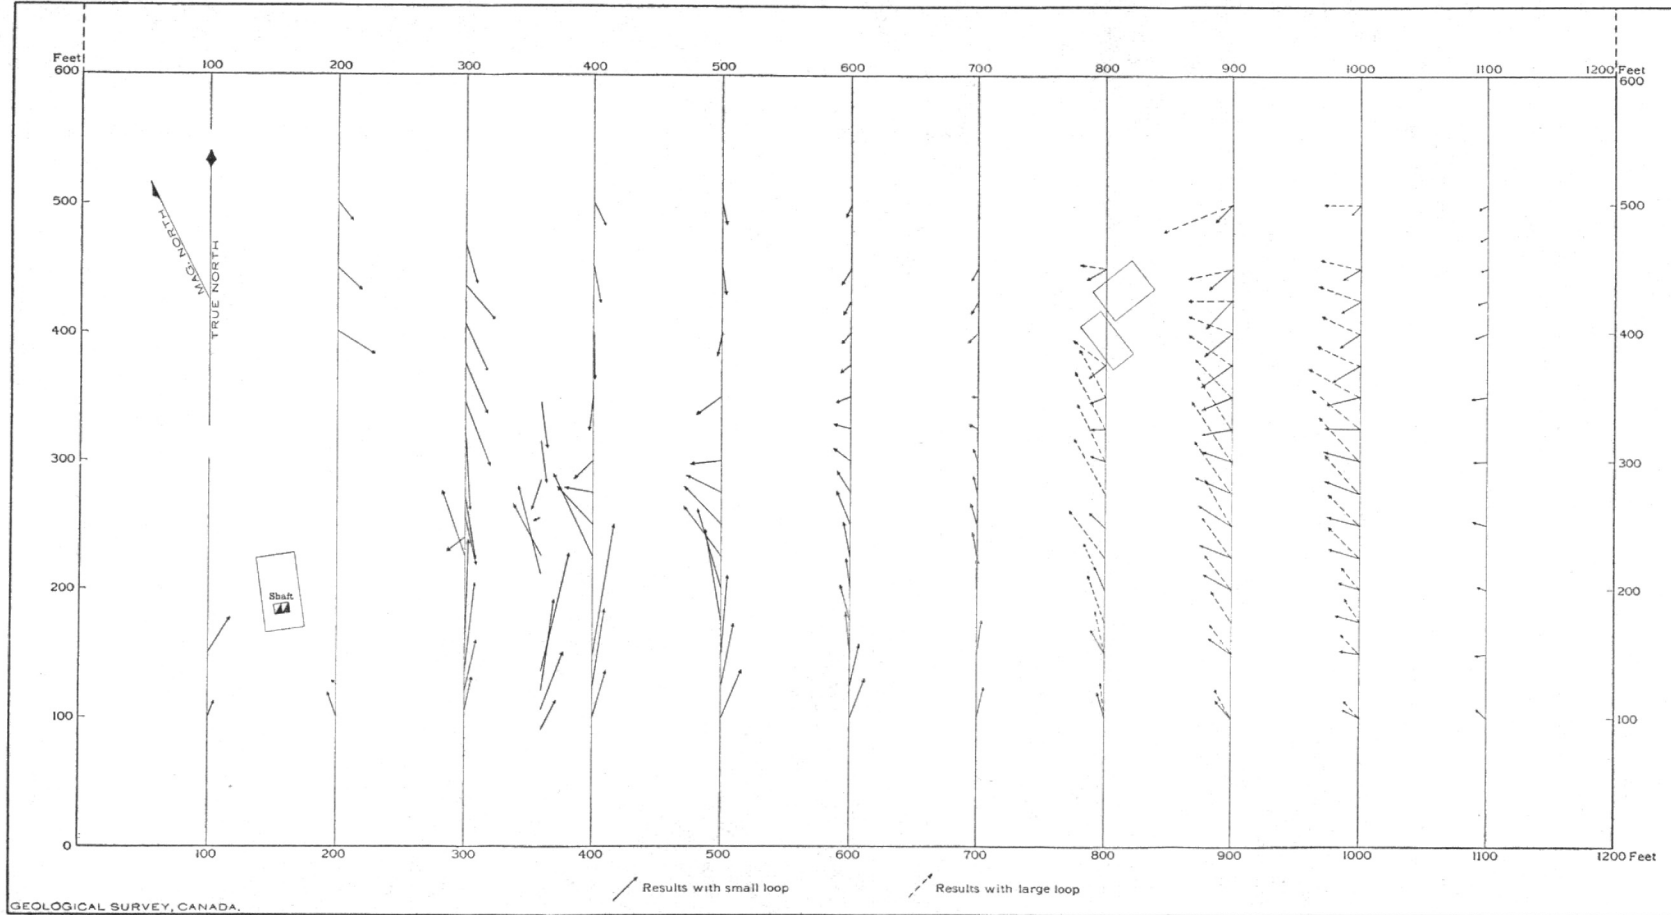 Feet 100 200 300 400 500 600 700 800 900 1000 1100 1200 Feet
600 600
500 500
MAG. NORTH
TRUE NORTH
400 400
300 300
200 200
Shaft
100 100
0
100 200 300 400 500 600 700 800 900 1000 1100 1200 Feet
Results with small loop Results with large loop
GEOLOGICAL SURVEY, CANADA.